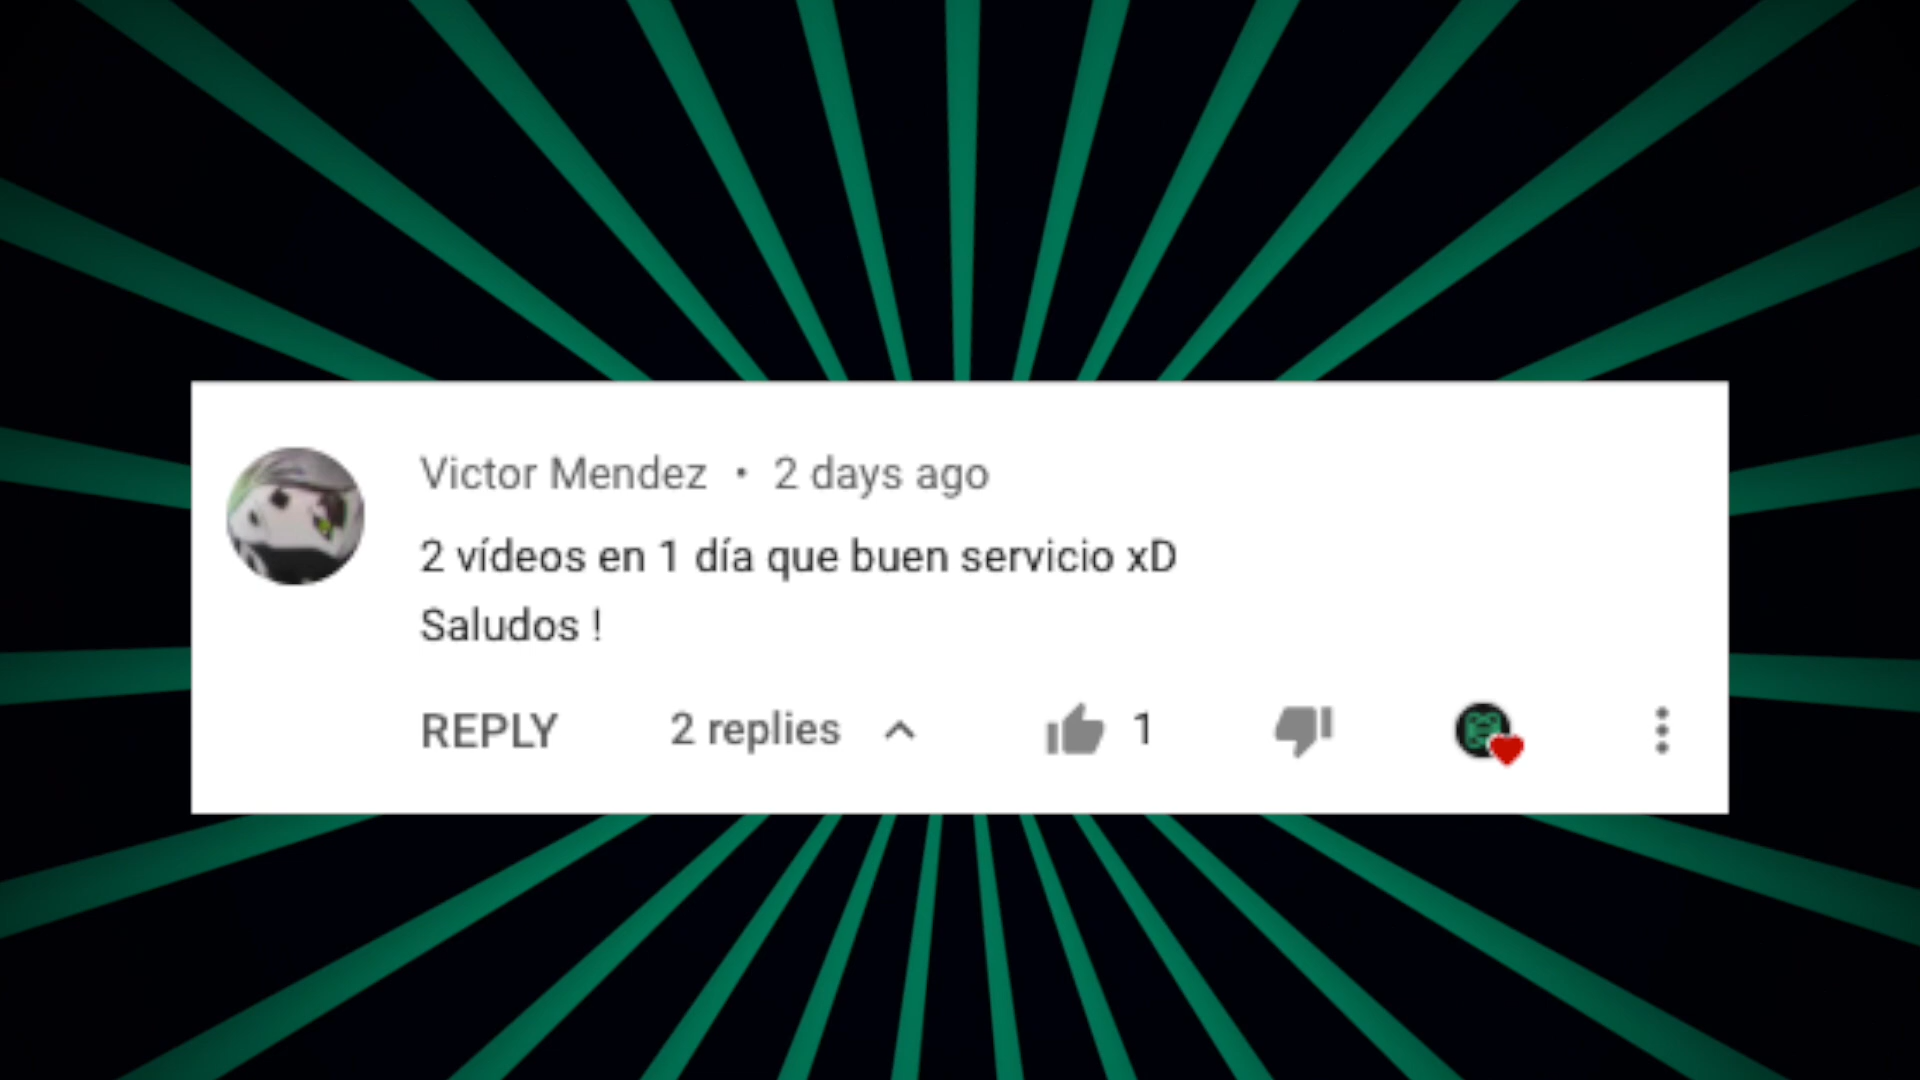 Victor Mendez • 2 days ago
2 vídeos en 1 día que buen servicio xD
Saludos !
REPLY 2 replies 1